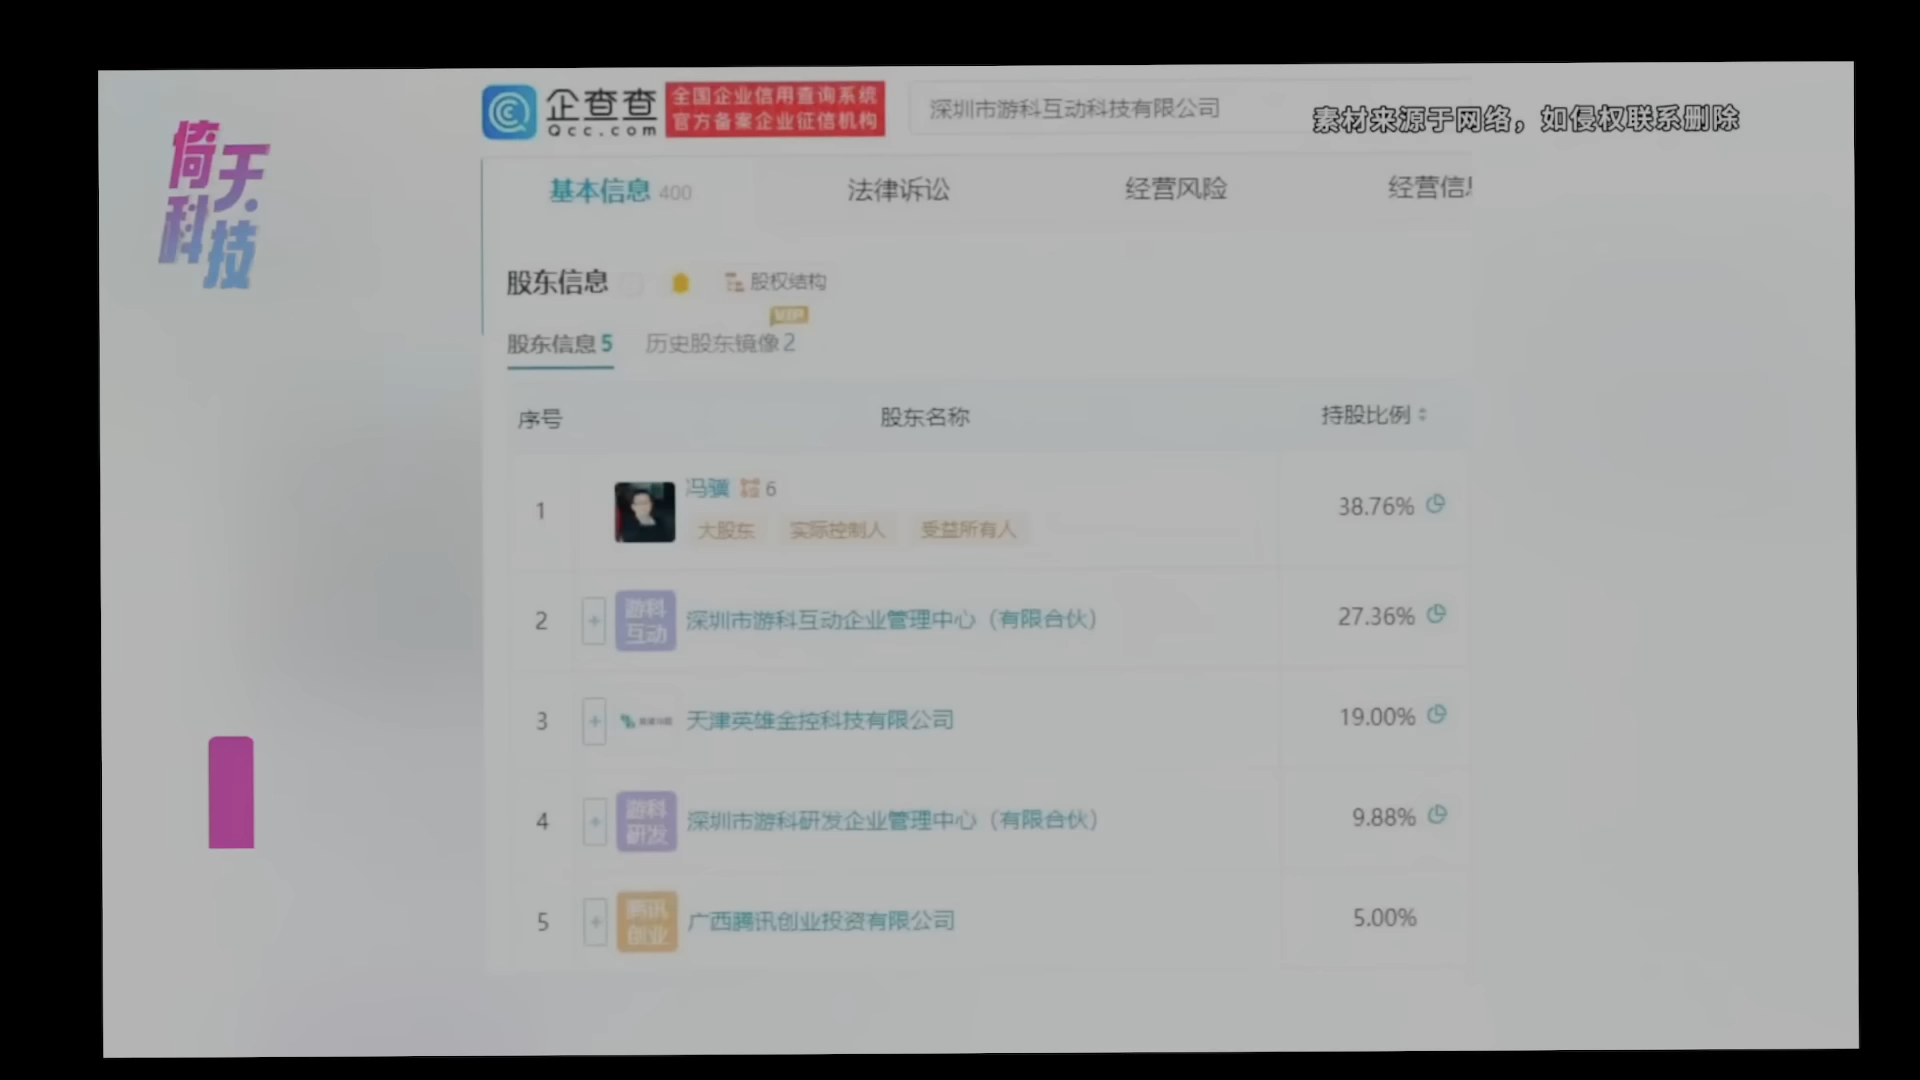 倚天
科技
企查查
Qcc.com
全国企业信用查询系统
官方备案企业征信机构
深圳市游科互动科技有限公司
素材来源于网络，如侵权联系删除
基本信息 400
法律诉讼
经营风险
经营信息
股东信息
股权结构
VIP
股东信息 5
历史股东镜像 2
序号
股东名称
持股比例
1
冯骥
6
大股东
实际控制人
受益所有人
38.76%
2
游科
互动
深圳市游科互动企业管理中心（有限合伙）
27.36%
3
天津英雄金控科技有限公司
19.00%
4
游科
研发
深圳市游科研发企业管理中心（有限合伙）
9.88%
5
腾讯
创业
广西腾讯创业投资有限公司
5.00%